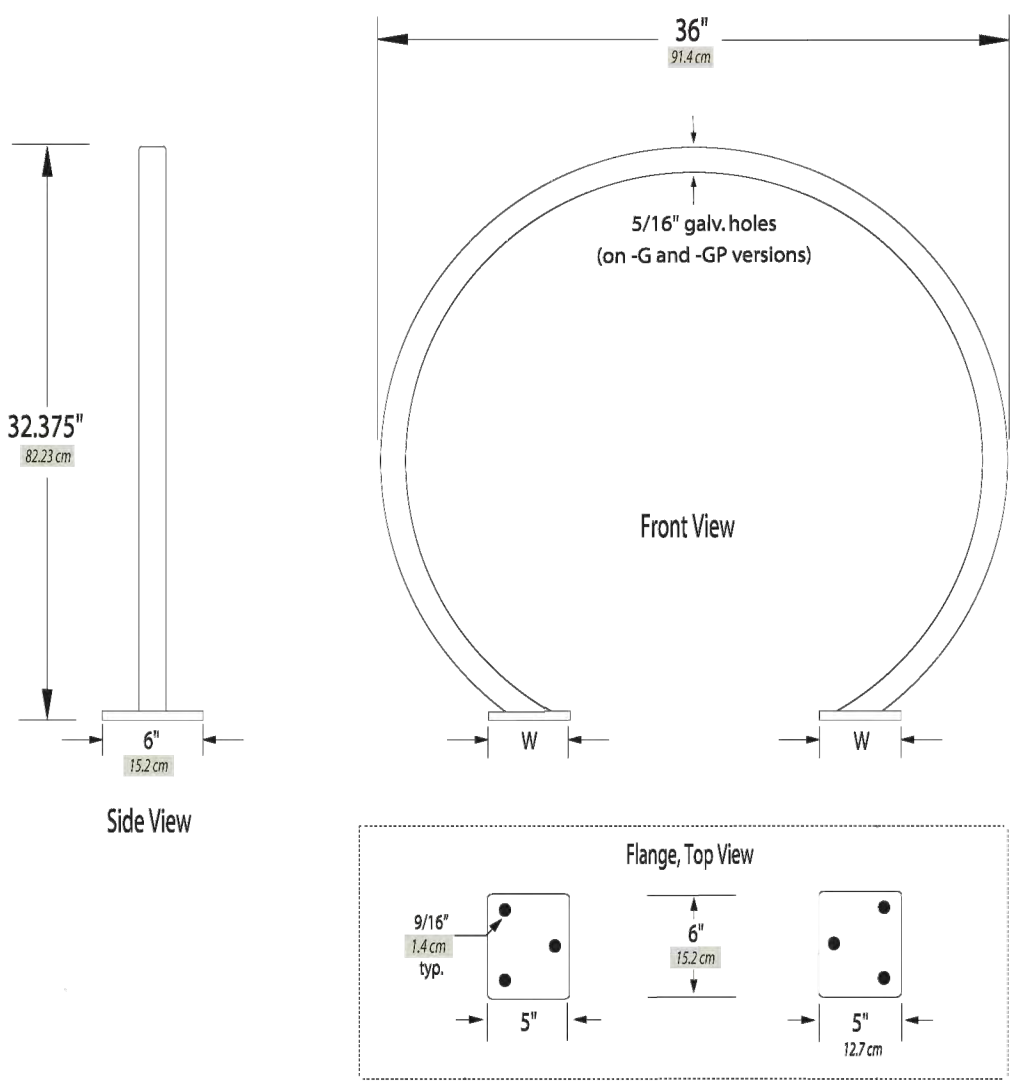 36"
91.4 cm
5/16" galv. holes
(on -G and -GP versions)
32.375"
82.23 cm
Front View
6"
15.2 cm
W
W
Side View
Flange, Top View
9/16"
1.4 cm
typ.
6"
15.2 cm
5"
5"
12.7 cm